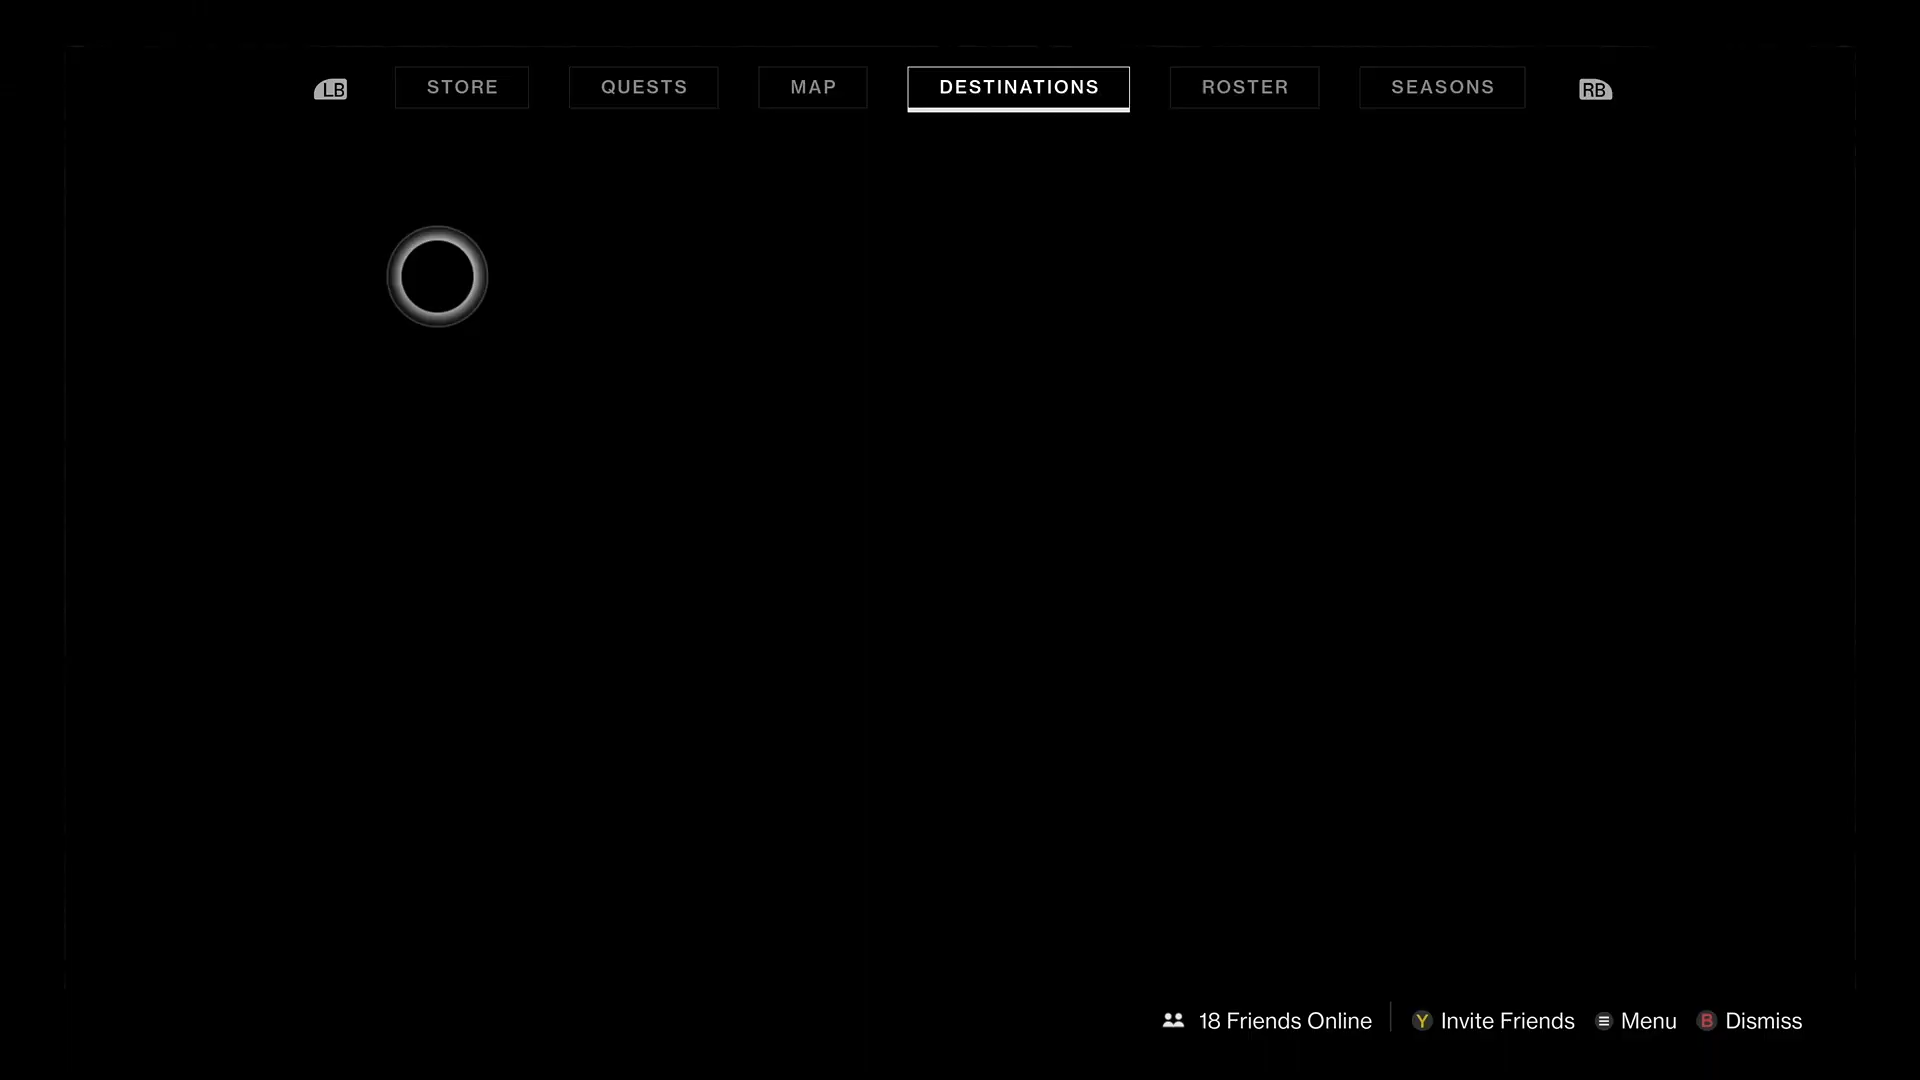 LB STORE QUESTS MAP DESTINATIONS ROSTER SEASONS RB
18 Friends Online Y Invite Friends Menu B Dismiss